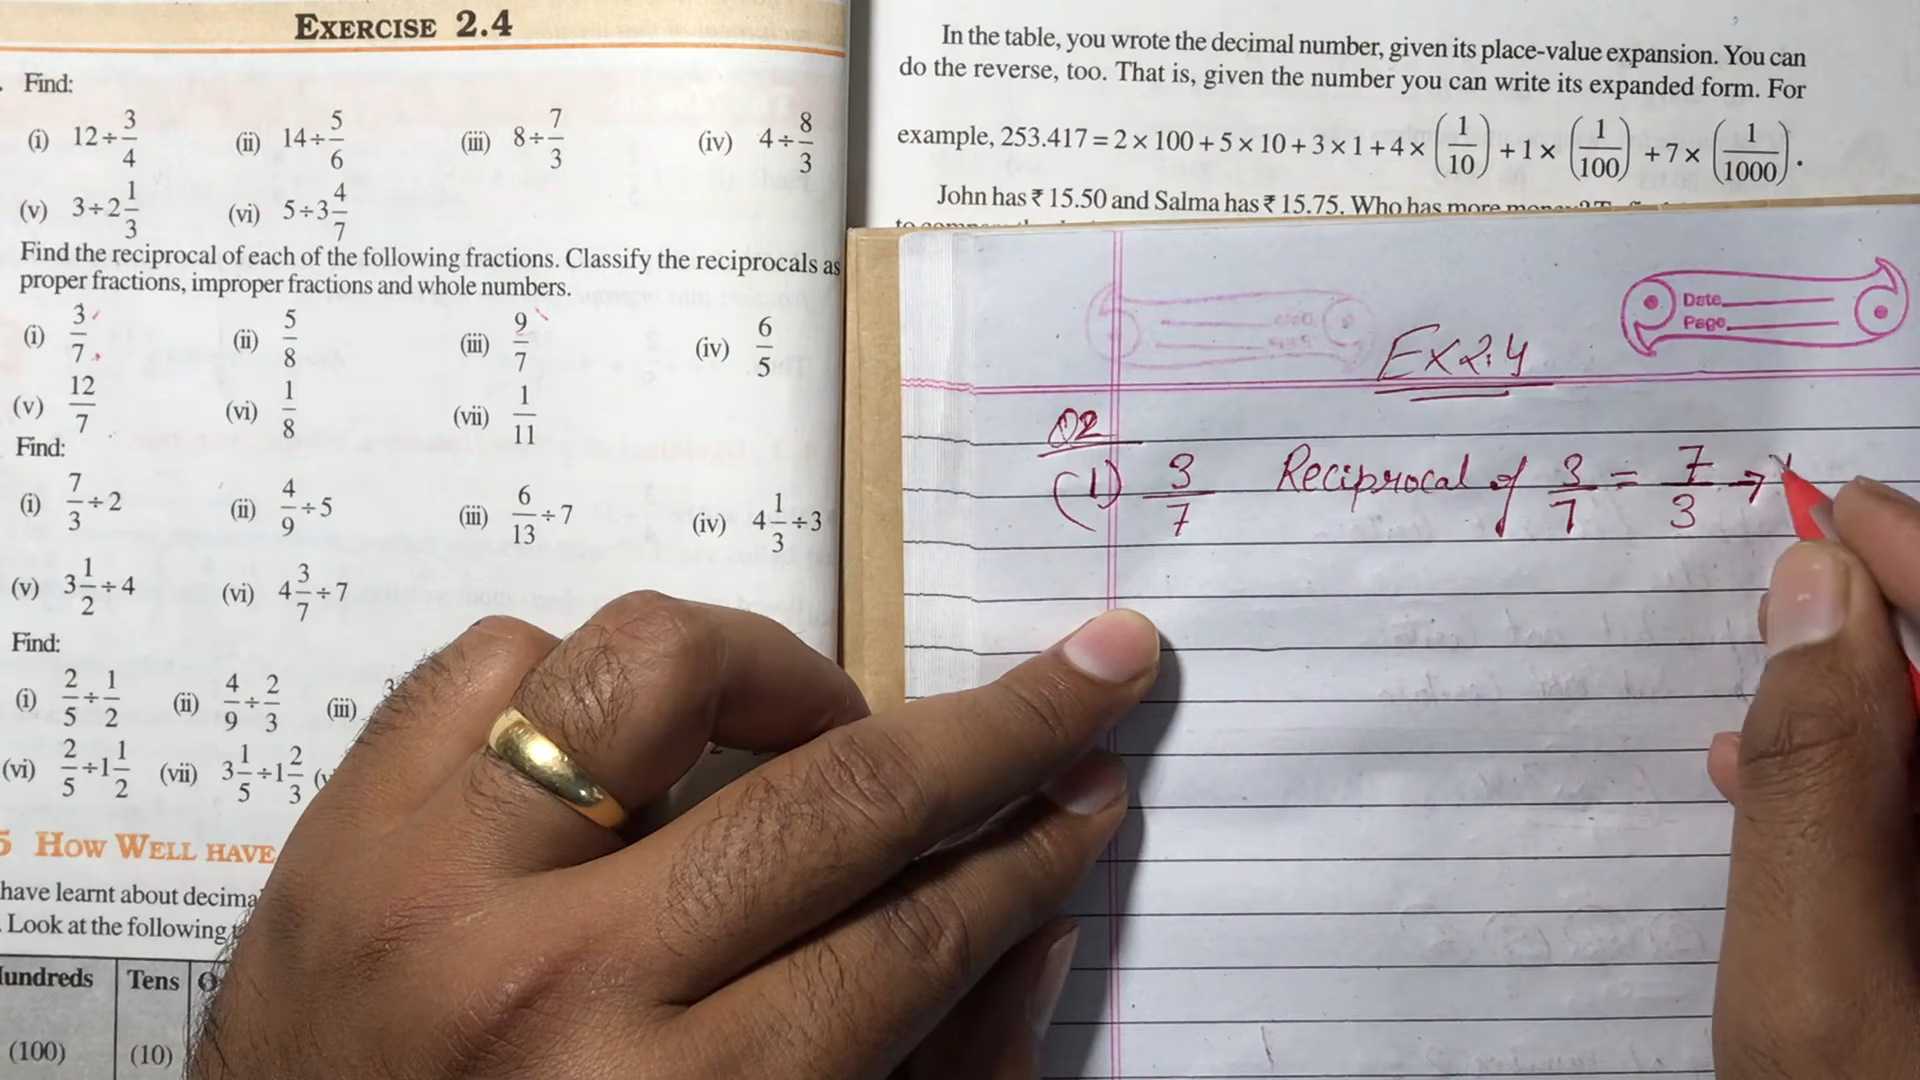 EXERCISE 2.4
Find:
(i) 12 ÷ 3/4 (ii) 14 ÷ 5/6 (iii) 8 ÷ 7/3 (iv) 4 ÷ 8/3
(v) 3 ÷ 2 1/3 (vi) 5 ÷ 3 4/7
Find the reciprocal of each of the following fractions. Classify the reciprocals as
proper fractions, improper fractions and whole numbers.
(i) 3/7 (ii) 5/8 (iii) 9/7 (iv) 6/5
(v) 12/7 (vi) 1/8 (vii) 1/11
Find:
(i) 7/3 ÷ 2 (ii) 4/9 ÷ 5 (iii) 6/13 ÷ 7 (iv) 4 1/3 ÷ 3
(v) 3 1/2 ÷ 4 (vi) 4 3/7 ÷ 7
Find:
(i) 2/5 ÷ 1/2 (ii) 4/9 ÷ 2/3 (iii)
(vi) 2/5 ÷ 1 1/2 (vii) 3 1/5 ÷ 1 2/3
5 HOW WELL HAVE
have learnt about
. Look at the following
Tens
(100) (10)
In the table, you wrote the decimal number, given its place-value expansion. You can
do the reverse, too. That is, given the number you can write its expanded form. For
example, 253.417 = 2 × 100 + 5 × 10 + 3 × 1 + 4 × (1/10) + 1 × (1/100) + 7 × (1/1000) .
John has ₹ 15.50 and Salma has ₹ 15.75. Who has more
Date
Page
EX 2.4
Q2
(1) 3/7 Reciprocal of 3/7 = 7/3 →